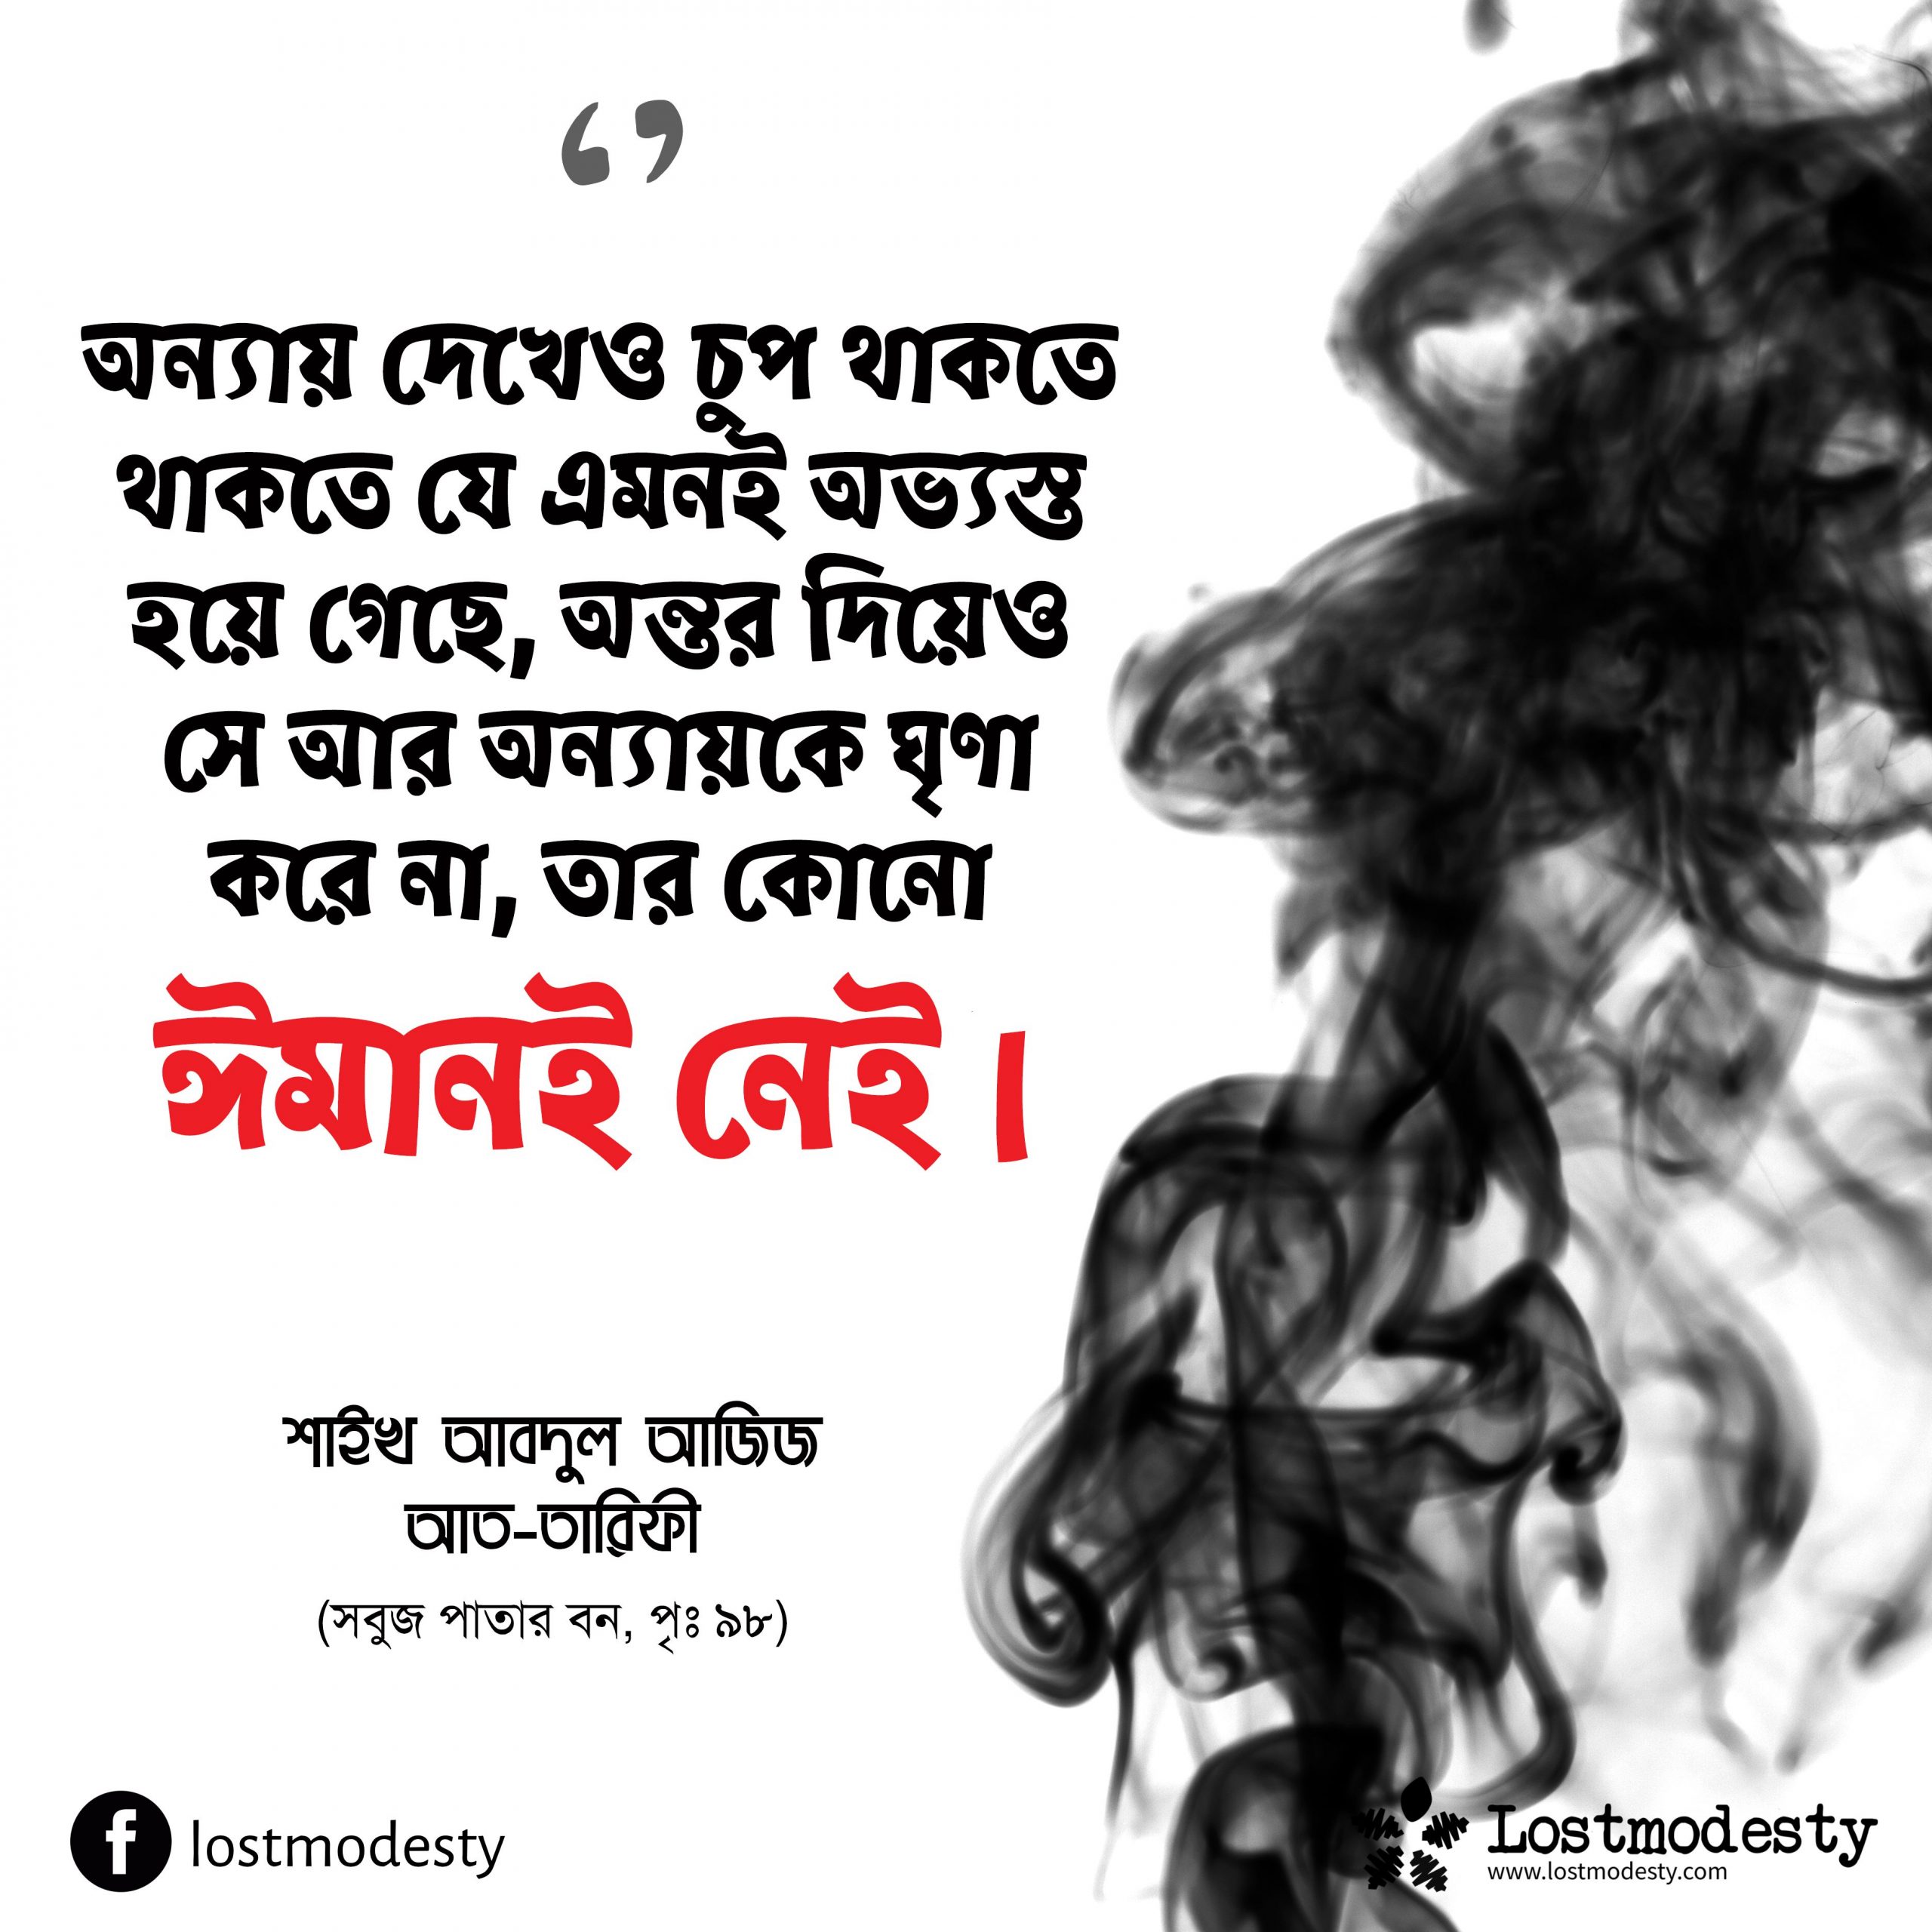 অন্যায় দেখেও চুপ থাকতে
থাকতে যে এমনই অভ্যস্ত
হয়ে গেছে, অন্তর দিয়েও
সে আর অন্যায়কে ঘৃণা
করে না, তার কোনো
ঈমানই নেই।
শাইখ আবদুল আজিজ
আত-তারিফী
(সবুজ পাতার বন, পৃঃ ৯৮)
lostmodesty
Lostmodesty
www.lostmodesty.com